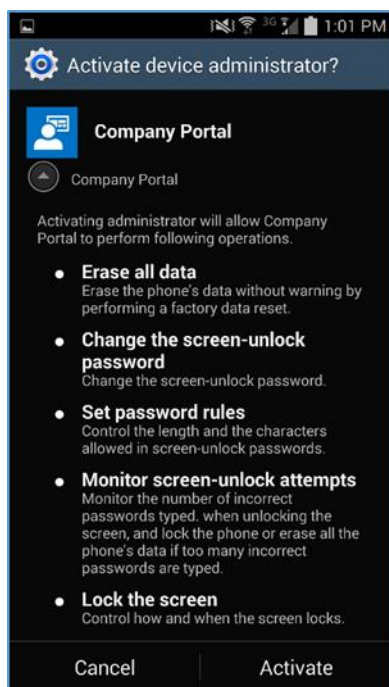 3G 1:01 PM
Activate device administrator?
Company Portal
Company Portal
Activating administrator will allow Company
Portal to perform following operations.
Erase all data
Erase the phone's data without warning by
performing a factory data reset.
Change the screen-unlock
password
Change the screen-unlock password.
Set password rules
Control the length and the characters
allowed in screen-unlock passwords.
Monitor screen-unlock attempts
Monitor the number of incorrect
passwords typed. when unlocking the
screen, and lock the phone or erase all the
phone's data if too many incorrect
passwords are typed.
Lock the screen
Control how and when the screen locks.
Cancel Activate